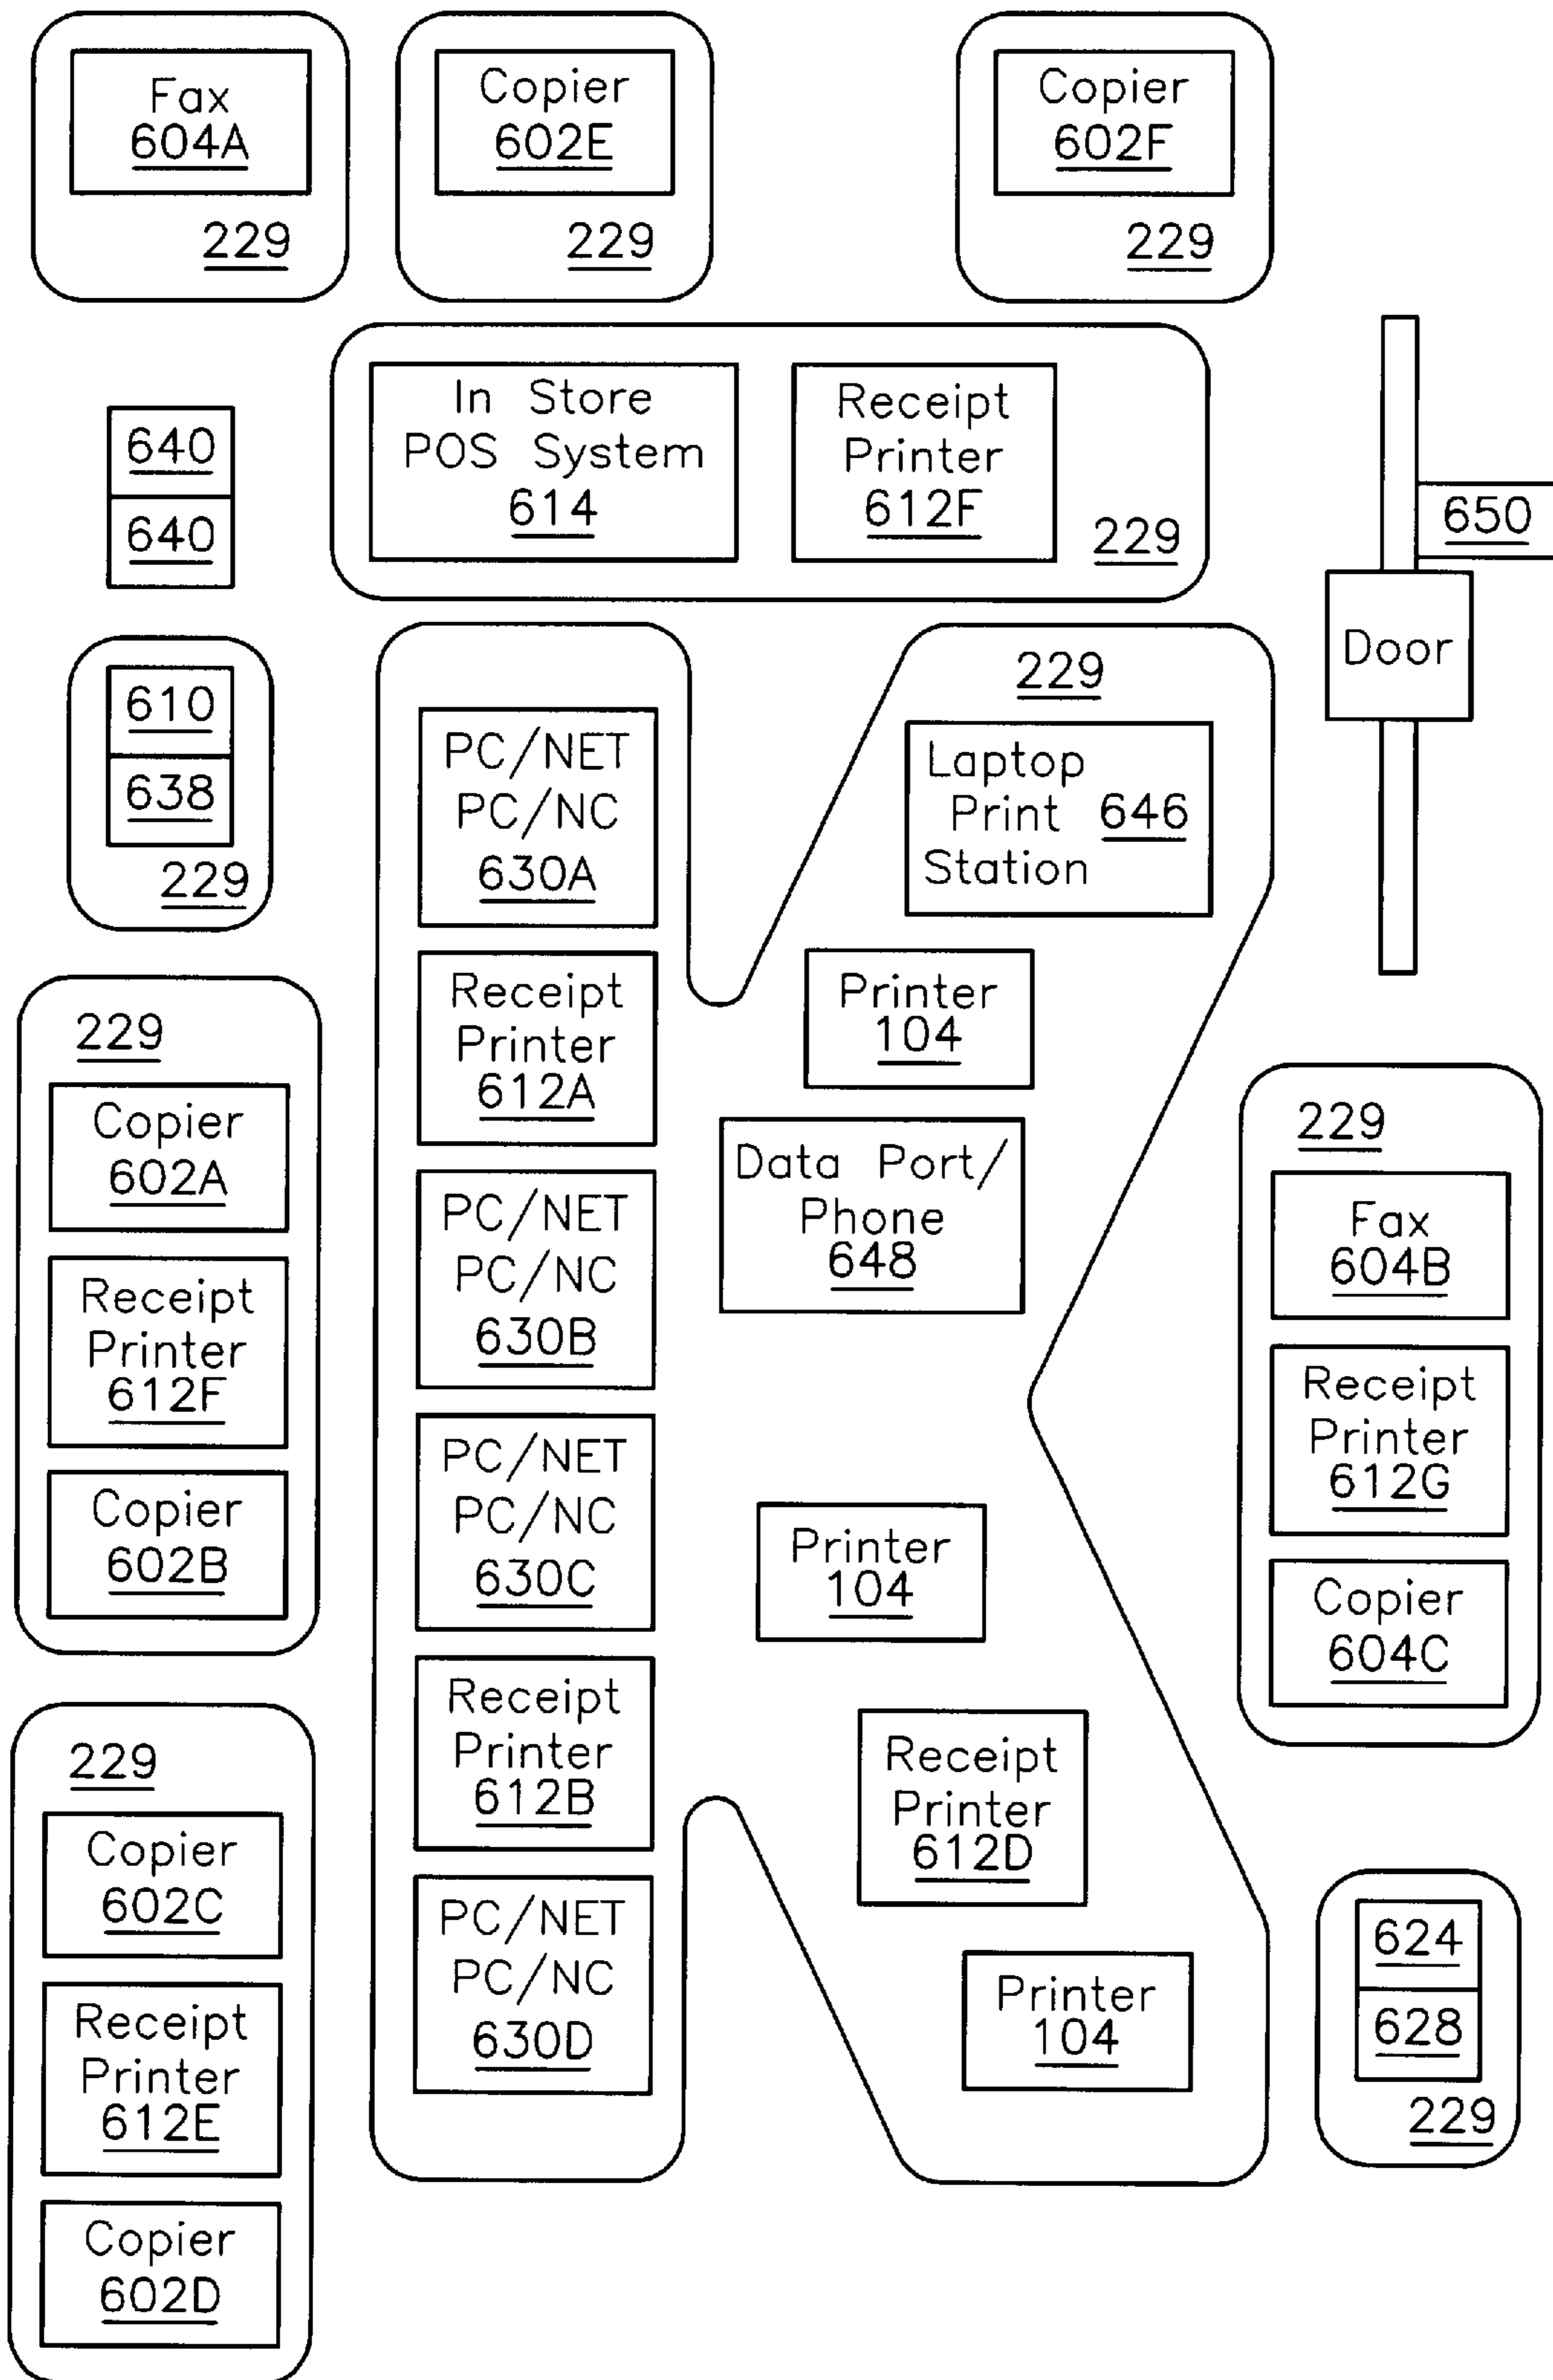 Fax
604A
229
Copier
602E
229
Copier
602F
229
In Store
POS System
614
Receipt
Printer
612F
229
640
640
650
Door
610
638
229
229
Copier
602A
Receipt
Printer
612F
Copier
602B
229
Copier
602C
Receipt
Printer
612E
Copier
602D
PC/NET
PC/NC
630A
Receipt
Printer
612A
PC/NET
PC/NC
630B
PC/NET
PC/NC
630C
Receipt
Printer
612B
PC/NET
PC/NC
630D
229
Laptop
Print 646
Station
Printer
104
Data Port/
Phone
648
Printer
104
Receipt
Printer
612D
Printer
104
229
Fax
604B
Receipt
Printer
612G
Copier
604C
624
628
229